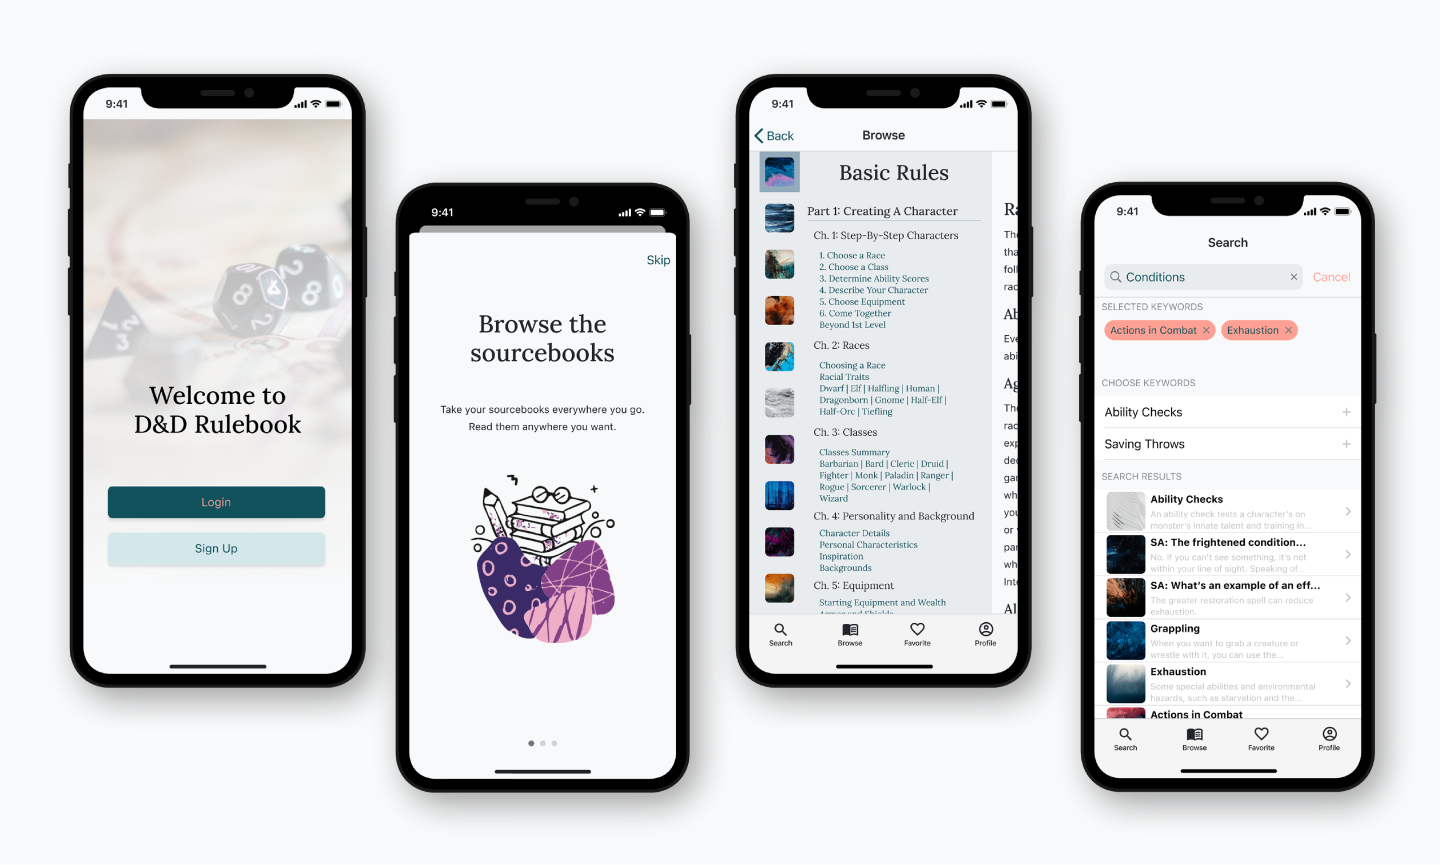 9:41
Welcome to
D&D Rulebook
Login
Sign Up
9:41
Skip
Browse the
sourcebooks
Take your sourcebooks everywhere you go.
Read them anywhere you want.
9:41
Back
Browse
Basic Rules
Part 1: Creating A Character
Ch. 1: Step-By-Step Characters
1. Choose a Race
2. Choose a Class
3. Determine Ability Scores
4. Describe Your Character
5. Choose Equipment
6. Come Together
Beyond 1st Level
Ch. 2: Races
Choosing a Race
Racial Traits
Dwarf | Elf | Halfling | Human |
Dragonborn | Gnome | Half-Elf |
Half-Orc | Tiefling
Ch. 3: Classes
Classes Summary
Barbarian | Bard | Cleric | Druid |
Fighter | Monk | Paladin | Ranger |
Rogue | Sorcerer | Warlock |
Wizard
Ch. 4: Personality and Background
Character Details
Personal Characteristics
Inspiration
Backgrounds
Ch. 5: Equipment
Starting Equipment and Wealth
Armor and Shields
Search
Browse
Favorite
Profile
9:41
Search
Conditions
Cancel
SELECTED KEYWORDS
Actions in Combat
Exhaustion
CHOOSE KEYWORDS
Ability Checks
Saving Throws
SEARCH RESULTS
Ability Checks
An ability check tests a character's on
monster's innate talent and training in...
SA: The frightened condition...
No. If you can't see something, it's not
within your line of sight. Speaking of...
SA: What's an example of an eff...
The greater restoration spell can reduce
exhaustion.
Grappling
When you want to grab a creature or
wrestle with it, you can use the...
Exhaustion
Some special abilities and environmental
hazards, such as starvation and the...
Actions in Combat
Search
Browse
Favorite
Profile